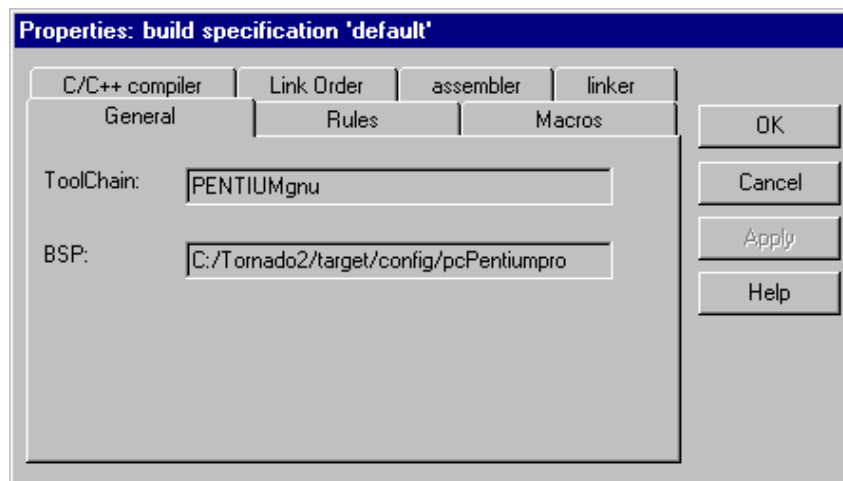 Properties: build specification 'default'
C/C++ compiler Link Order assembler linker
General Rules Macros
OK
ToolChain: PENTIUMgnu
Cancel
Apply
BSP: C:/Tornado2/target/config/pcPentiumpro
Help